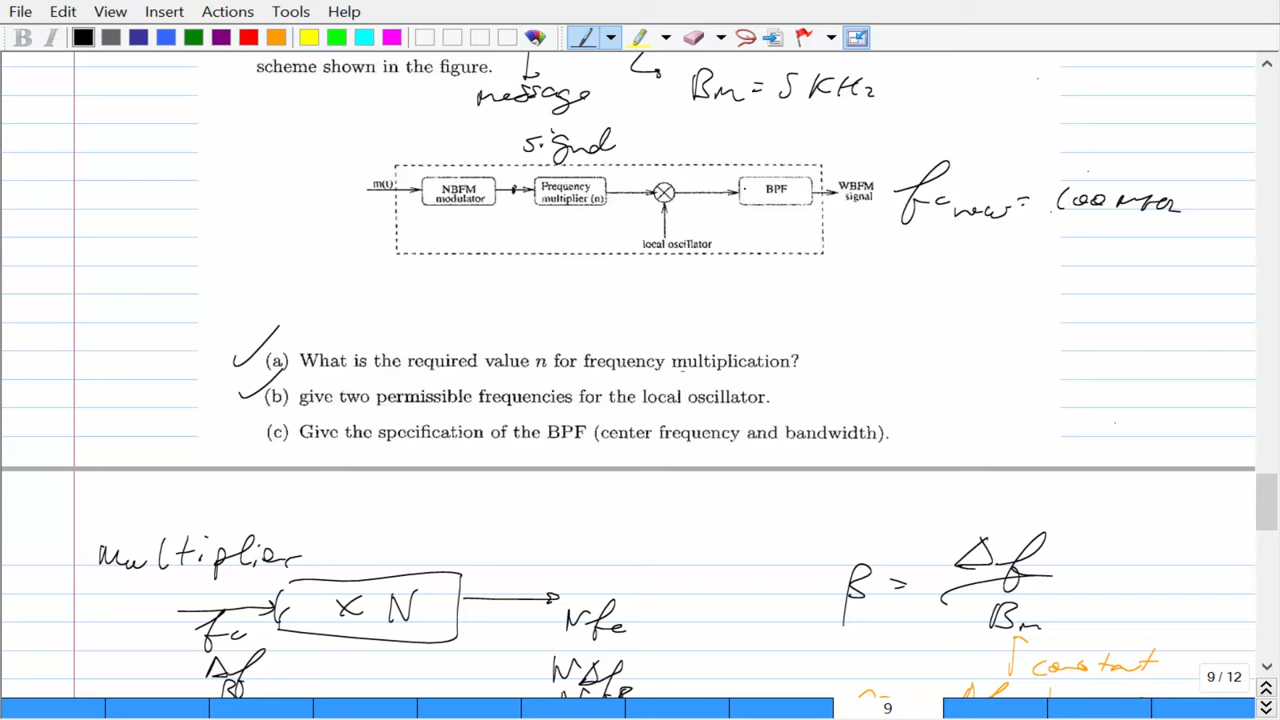 File Edit View Insert Actions Tools Help
B I
scheme shown in the figure.
message
signal
Bm = 5 KHz
m(t)
NBFM
modulator
Frequency
multiplier (n)
BPF
WBFM
signal
local oscillator
fc new = 100 MHz
(a) What is the required value n for frequency multiplication?
(b) give two permissible frequencies for the local oscillator.
(c) Give the specification of the BPF (center frequency and bandwidth).
multiplier
fc
Δf
× N
Nfc
NΔf
β = Δf / Bm
constant
9 / 12
9